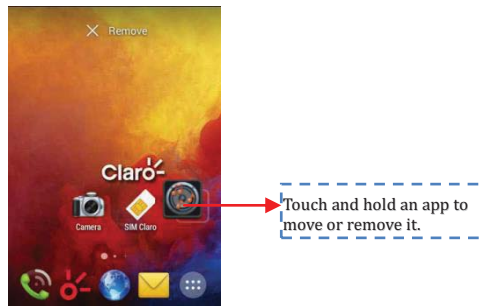 Remove
Claro
Camera
SIM Claro
Touch and hold an app to
move or remove it.